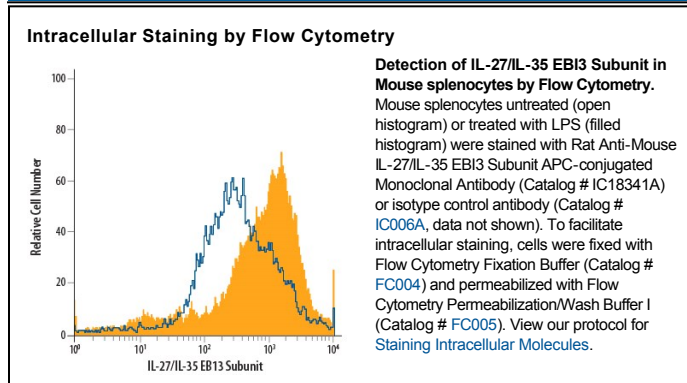 Intracellular Staining by Flow Cytometry
100
80
60
40
20
0
Relative Cell Number
10⁰
10¹
10²
10³
10⁴
IL-27/IL-35 EB13 Subunit
Detection of IL-27/IL-35 EBI3 Subunit in
Mouse splenocytes by Flow Cytometry.
Mouse splenocytes untreated (open
histogram) or treated with LPS (filled
histogram) were stained with Rat Anti-Mouse
IL-27/IL-35 EBI3 Subunit APC-conjugated
Monoclonal Antibody (Catalog # IC18341A)
or isotype control antibody (Catalog #
IC006A, data not shown). To facilitate
intracellular staining, cells were fixed with
Flow Cytometry Fixation Buffer (Catalog #
FC004) and permeabilized with Flow
Cytometry Permeabilization/Wash Buffer I
(Catalog # FC005). View our protocol for
Staining Intracellular Molecules.